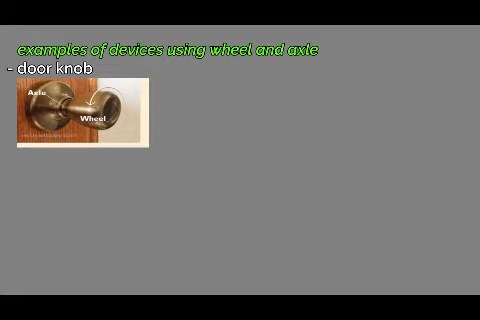 examples of devices using wheel and axle
- door knob
Axle
Wheel